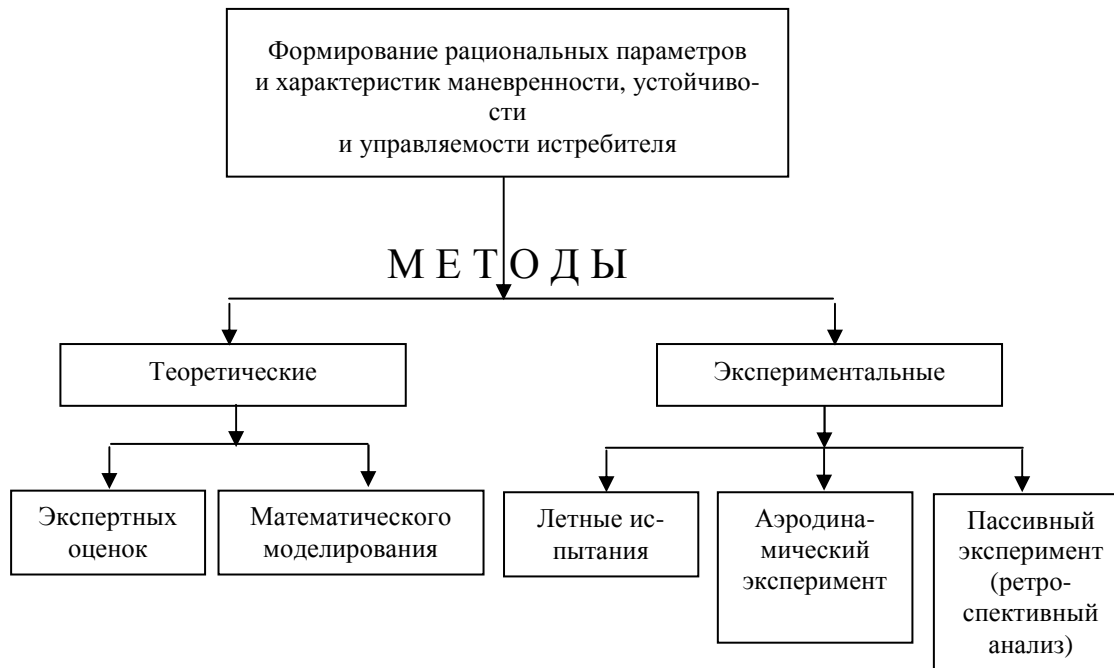 Формирование рациональных параметров
и характеристик маневренности, устойчиво-
сти
и управляемости истребителя
М Е Т О Д Ы
Теоретические
Экспериментальные
Экспертных
оценок
Математического
моделирования
Летные ис-
пытания
Аэродина-
мический
эксперимент
Пассивный
эксперимент
(ретро-
спективный
анализ)